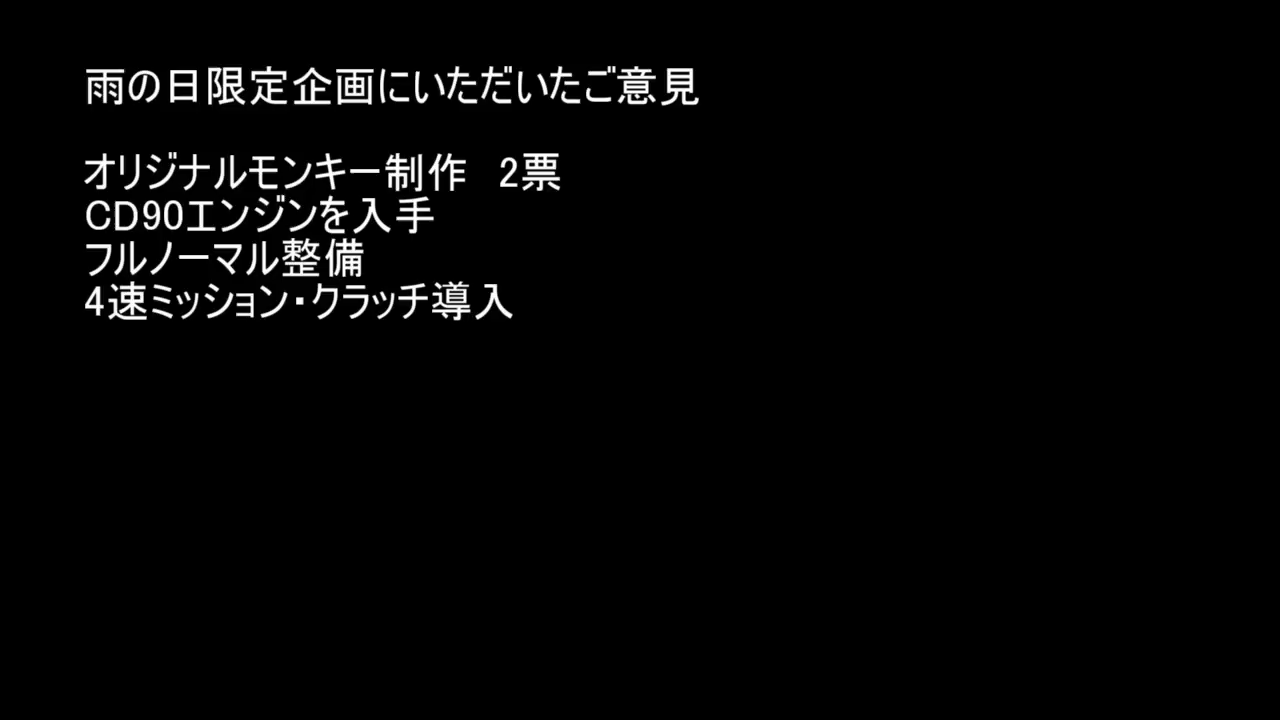 雨の日限定企画にいただいたご意見
オリジナルモンキー制作　2票
CD90エンジンを入手
フルノーマル整備
4速ミッション・クラッチ導入